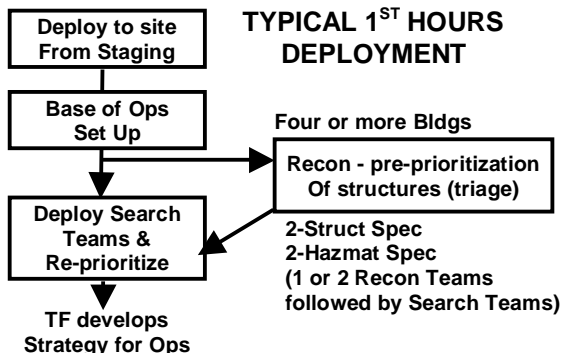 TYPICAL 1ST HOURS
DEPLOYMENT
Deploy to site
From Staging
Base of Ops
Set Up
Four or more Bldgs
Recon - pre-prioritization
Of structures (triage)
Deploy Search
Teams &
Re-prioritize
2-Struct Spec
2-Hazmat Spec
(1 or 2 Recon Teams
followed by Search Teams)
TF develops
Strategy for Ops